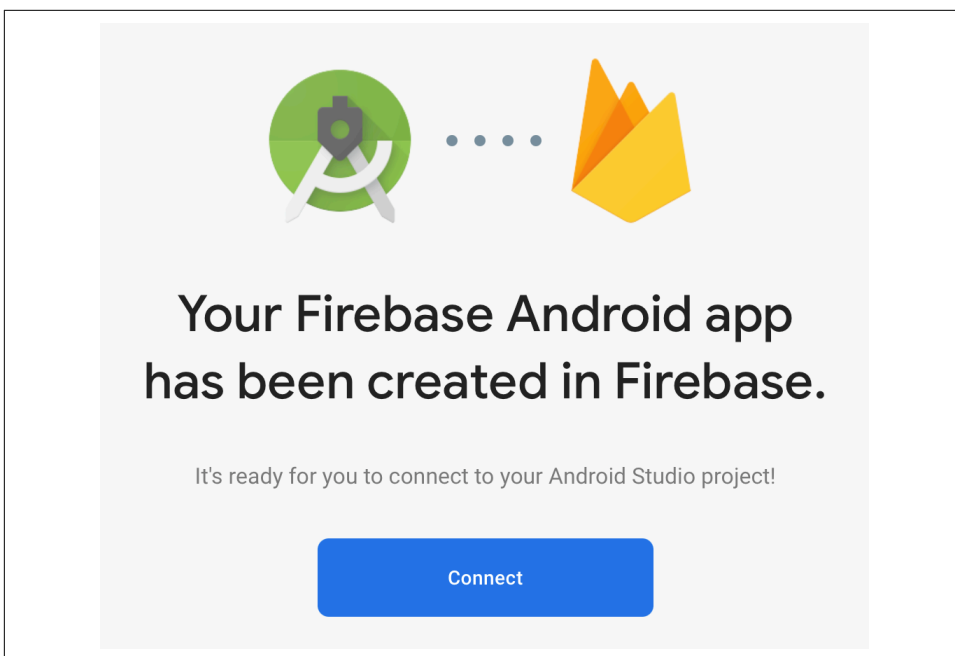 Your Firebase Android app
has been created in Firebase.
It's ready for you to connect to your Android Studio project!
Connect